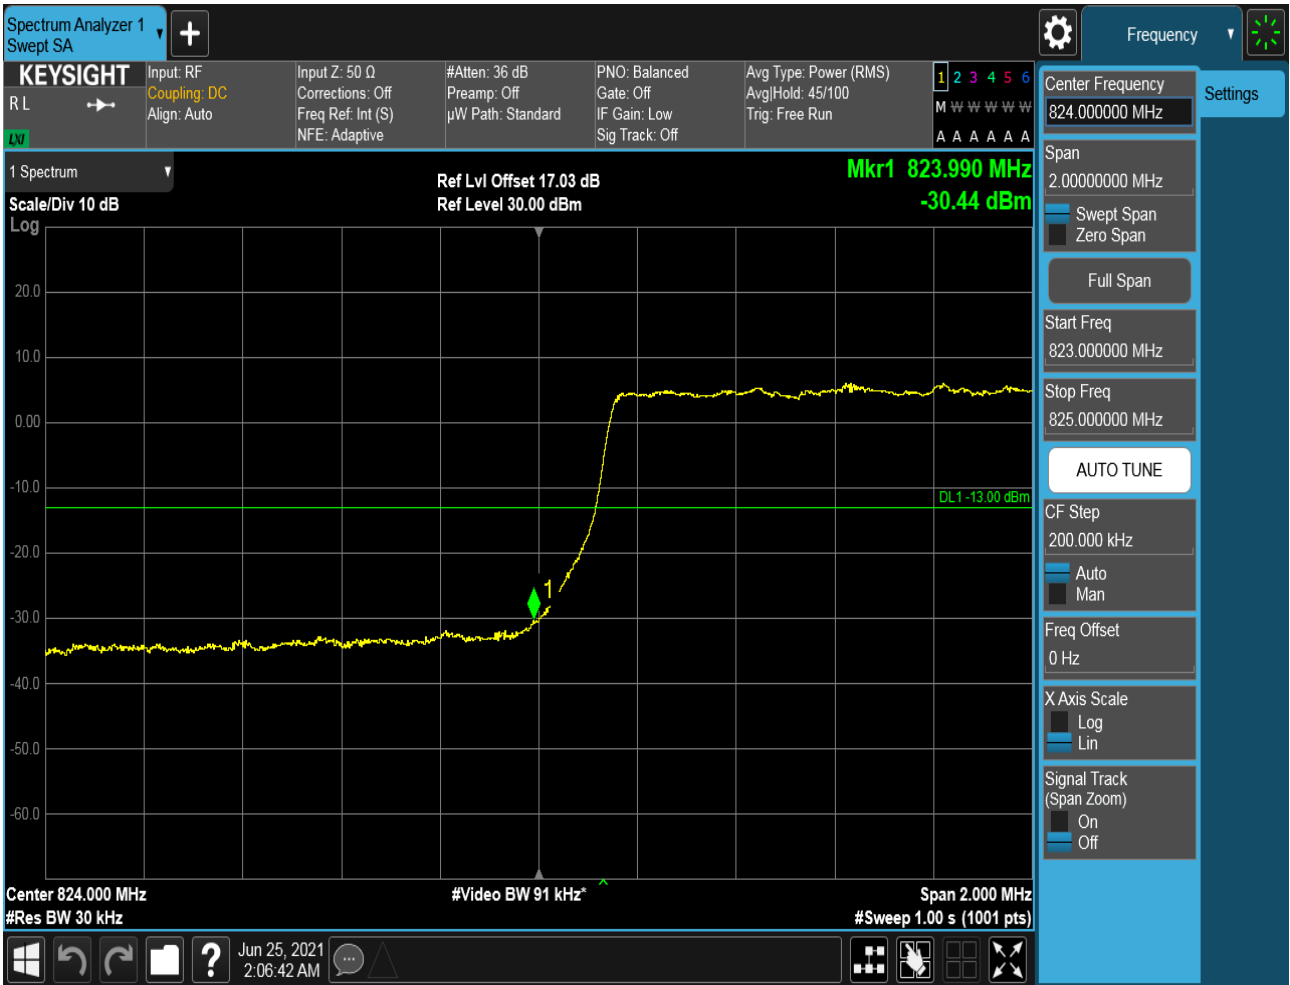 Spectrum Analyzer 1
Swept SA
+
Frequency
KEYSIGHT
R L
LXI
Input: RF
Coupling: DC
Align: Auto
Input Z: 50 Ω
Corrections: Off
Freq Ref: Int (S)
NFE: Adaptive
#Atten: 36 dB
Preamp: Off
µW Path: Standard
PNO: Balanced
Gate: Off
IF Gain: Low
Sig Track: Off
Avg Type: Power (RMS)
Avg|Hold: 45/100
Trig: Free Run
1 2 3 4 5 6
M W W W W W
A A A A A A
1 Spectrum
Scale/Div 10 dB
Log
Ref Lvl Offset 17.03 dB
Ref Level 30.00 dBm
Mkr1 823.990 MHz
-30.44 dBm
20.0
10.0
0.00
-10.0
-20.0
-30.0
-40.0
-50.0
-60.0
DL1 -13.00 dBm
1
Center 824.000 MHz
#Res BW 30 kHz
#Video BW 91 kHz*
Span 2.000 MHz
#Sweep 1.00 s (1001 pts)
?
Jun 25, 2021
2:06:42 AM
Center Frequency
824.000000 MHz
Settings
Span
2.00000000 MHz
Swept Span
Zero Span
Full Span
Start Freq
823.000000 MHz
Stop Freq
825.000000 MHz
AUTO TUNE
CF Step
200.000 kHz
Auto
Man
Freq Offset
0 Hz
X Axis Scale
Log
Lin
Signal Track
(Span Zoom)
On
Off